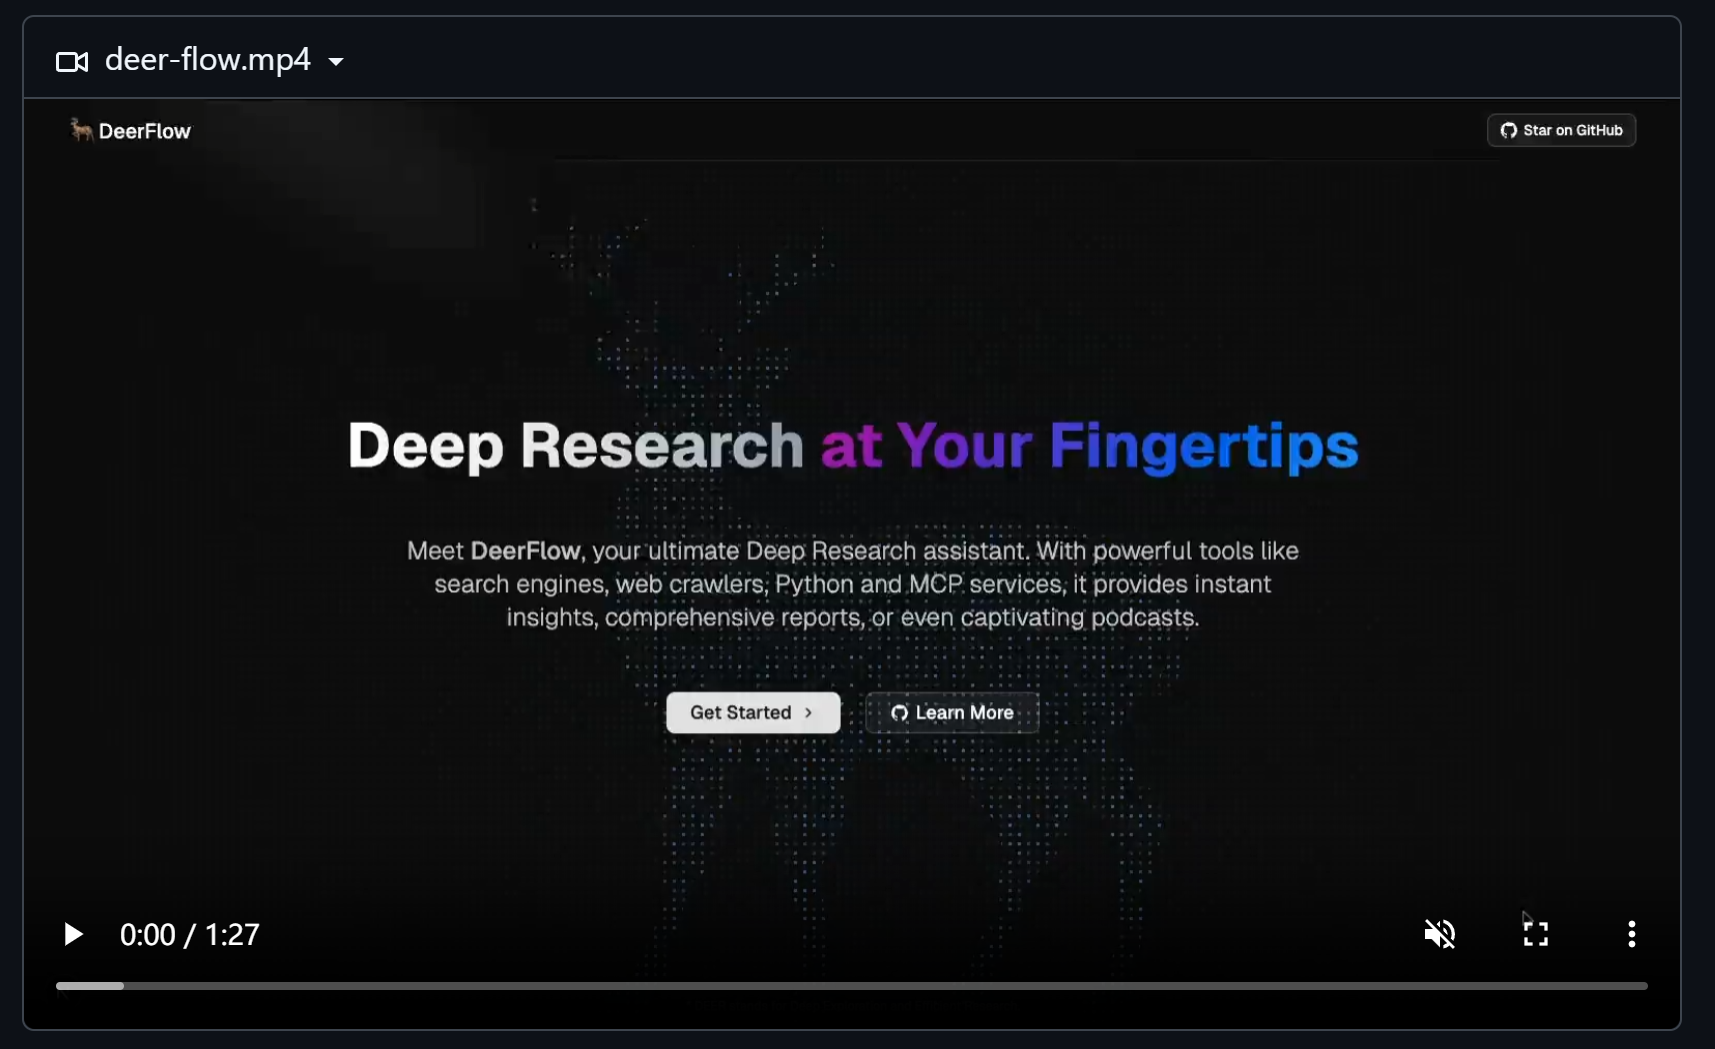 deer-flow.mp4
DeerFlow
Star on GitHub
Deep Research at Your Fingertips
Meet DeerFlow, your ultimate Deep Research assistant. With powerful tools like
search engines, web crawlers, Python and MCP services, it provides instant
insights, comprehensive reports, or even captivating podcasts.
Get Started
Learn More
0:00 / 1:27